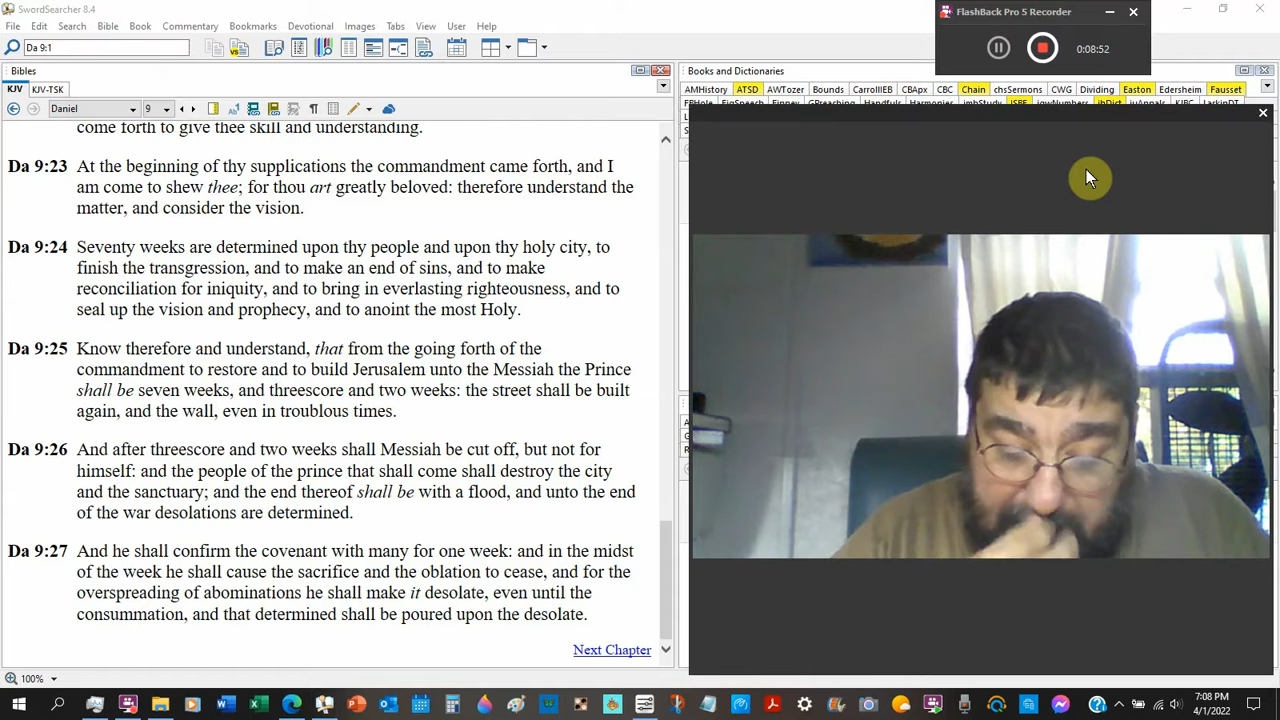 SwordSearcher 8.4
File Edit Search Bible Book Commentary Bookmarks Devotional Images Tabs View User Help
Da 9:1
FlashBack Pro 5 Recorder
0:08:52
Bibles
KJV KJV-TSK
Daniel 9
come forth to give thee skill and understanding.
Da 9:23 At the beginning of thy supplications the commandment came forth, and I
am come to shew thee; for thou art greatly beloved: therefore understand the
matter, and consider the vision.
Da 9:24 Seventy weeks are determined upon thy people and upon thy holy city, to
finish the transgression, and to make an end of sins, and to make
reconciliation for iniquity, and to bring in everlasting righteousness, and to
seal up the vision and prophecy, and to anoint the most Holy.
Da 9:25 Know therefore and understand, that from the going forth of the
commandment to restore and to build Jerusalem unto the Messiah the Prince
shall be seven weeks, and threescore and two weeks: the street shall be built
again, and the wall, even in troublous times.
Da 9:26 And after threescore and two weeks shall Messiah be cut off, but not for
himself: and the people of the prince that shall come shall destroy the city
and the sanctuary; and the end thereof shall be with a flood, and unto the end
of the war desolations are determined.
Da 9:27 And he shall confirm the covenant with many for one week: and in the midst
of the week he shall cause the sacrifice and the oblation to cease, and for the
overspreading of abominations he shall make it desolate, even until the
consummation, and that determined shall be poured upon the desolate.
Next Chapter
100%
Books and Dictionaries
AMHistory ATSD AWTozer Bounds CarrollIEB CBApx CBC Chain chsSermons CWG Dividing Easton Edersheim Fausset
7:08 PM
4/1/2022